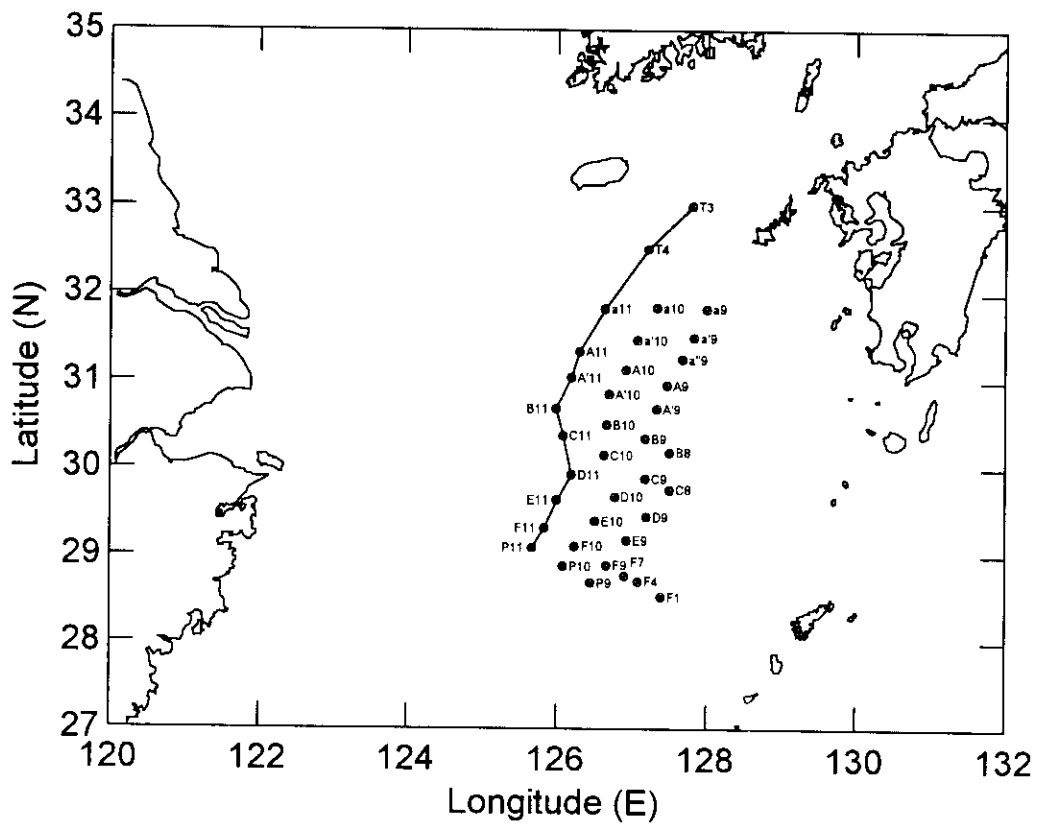 35
34
33
32
31
30
29
28
27
Latitude (N)
T3
T4
a11
a10
a9
a'10
a'9
A11
a"9
A'11
A10
A9
A'10
B11
A'9
B10
C11
B9
B8
C10
D11
C9
C8
E11
D10
D9
F11
E10
E9
P11
F10
F7
P10
F9
P9
F4
F1
120
122
124
126
128
130
132
Longitude (E)